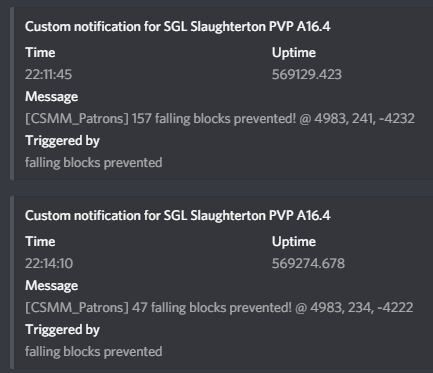 Custom notification for SGL Slaughterton PVP A16.4
Time Uptime
22:11:45 569129.423
Message
[CSMM_Patrons] 157 falling blocks prevented! @ 4983, 241, -4232
Triggered by
falling blocks prevented
Custom notification for SGL Slaughterton PVP A16.4
Time Uptime
22:14:10 569274.678
Message
[CSMM_Patrons] 47 falling blocks prevented! @ 4983, 234, -4222
Triggered by
falling blocks prevented